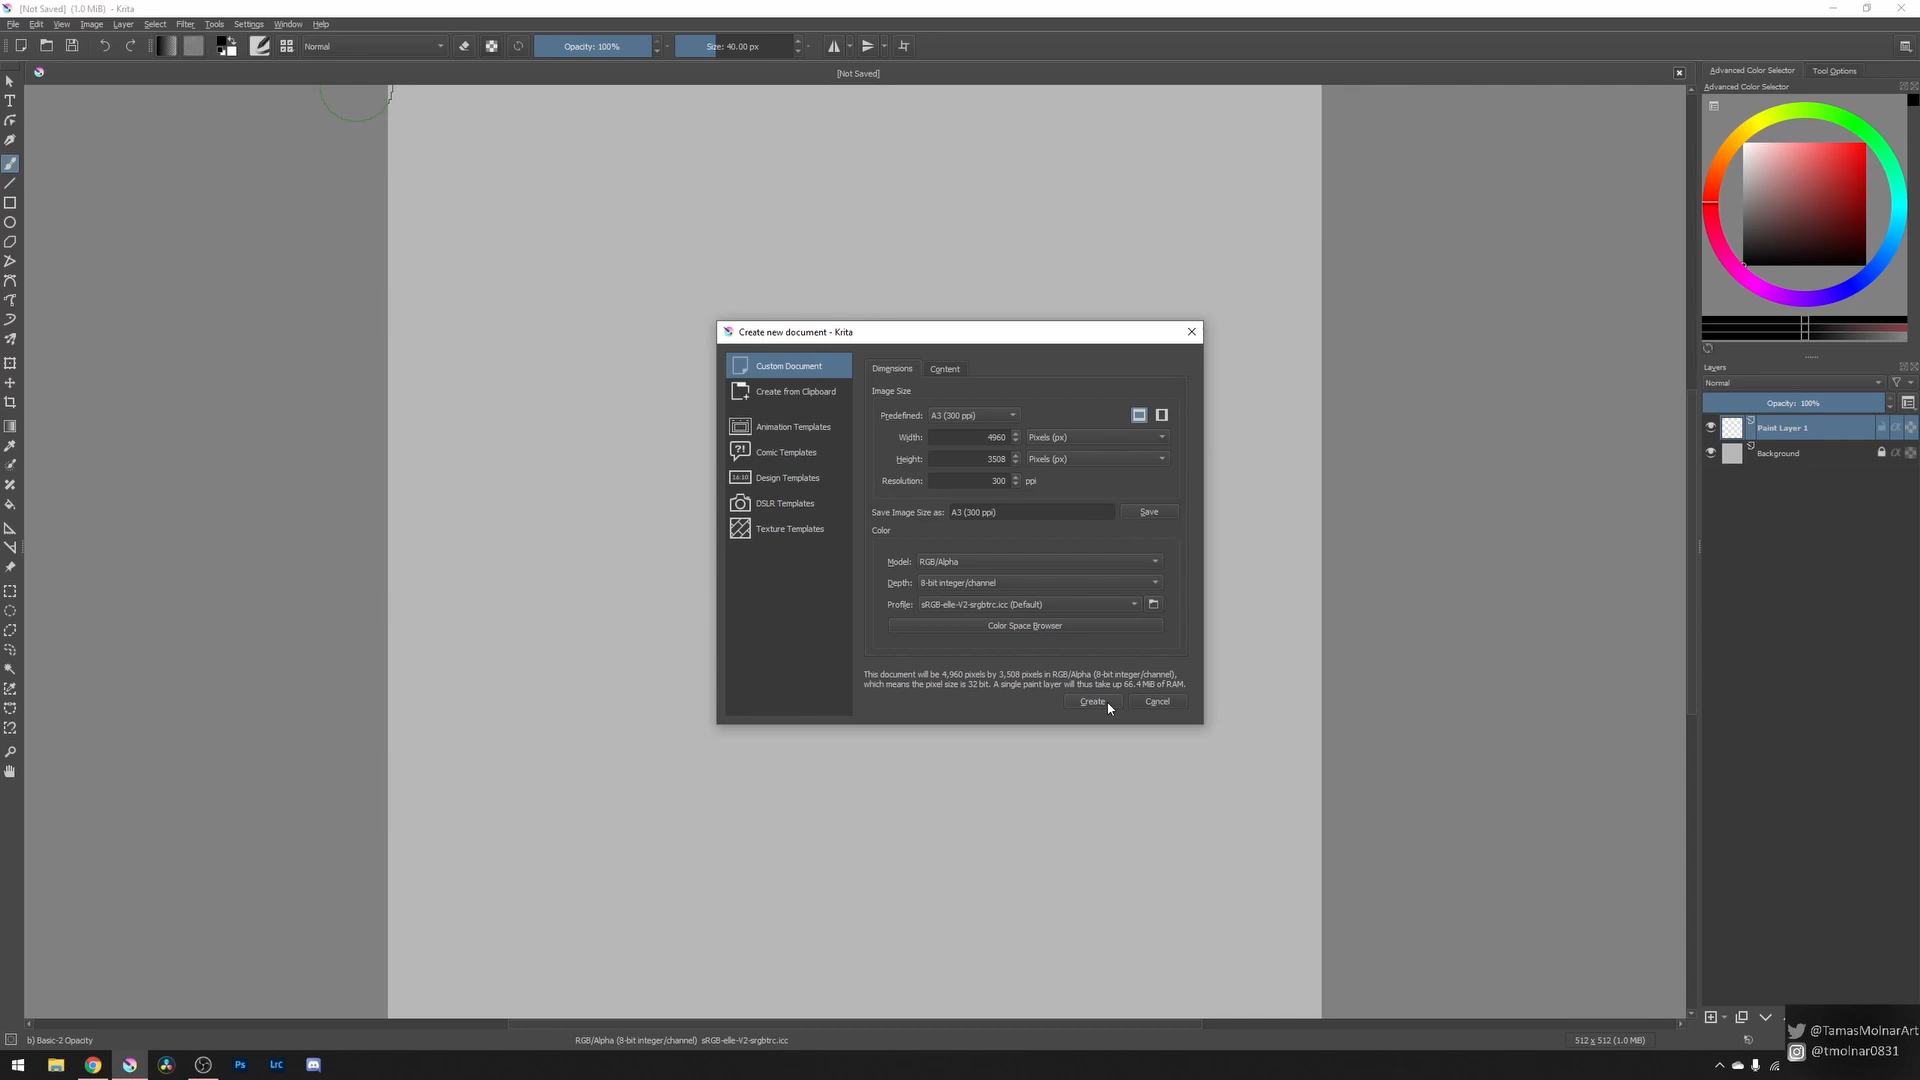 [Not Saved] (1.0 MiB) - Krita
File Edit View Image Layer Select Filter Tools Settings Window Help
Normal
Opacity: 100%
Size: 40.00 px
[Not Saved]
Advanced Color Selector
Tool Options
Advanced Color Selector
Create new document - Krita
Custom Document
Create from Clipboard
Animation Templates
Comic Templates
Design Templates
DSLR Templates
Texture Templates
Dimensions
Content
Image Size
Predefined: A3 (300 ppi)
Width: 4960 Pixels (px)
Height: 3508 Pixels (px)
Resolution: 300 ppi
Save Image Size as: A3 (300 ppi) Save
Color
Model: RGB/Alpha
Depth: 8-bit integer/channel
Profile: sRGB-elle-V2-srgbtrc.icc (Default)
Color Space Browser
This document will be 4,960 pixels by 3,508 pixels in RGB/Alpha (8-bit integer/channel),
which means the pixel size is 32 bit. A single paint layer will thus take up 66.4 MiB of RAM.
Create
Cancel
Layers
Normal
Opacity: 100%
Paint Layer 1
Background
b) Basic-2 Opacity
RGB/Alpha (8-bit integer/channel) sRGB-elle-V2-srgbtrc.icc
512 x 512 (1.0 MiB)
@TamasMolnarArt
@tmolnar0831
Ps
LrC